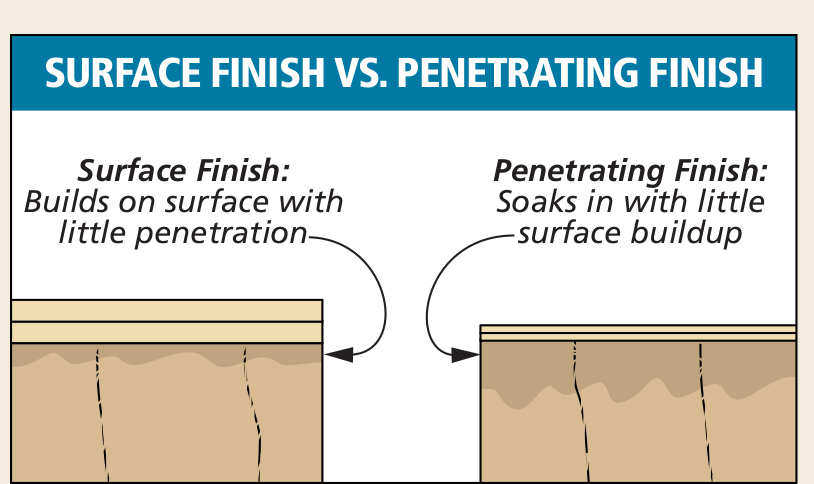 SURFACE FINISH VS. PENETRATING FINISH
Surface Finish:
Builds on surface with
little penetration
Penetrating Finish:
Soaks in with little
surface buildup